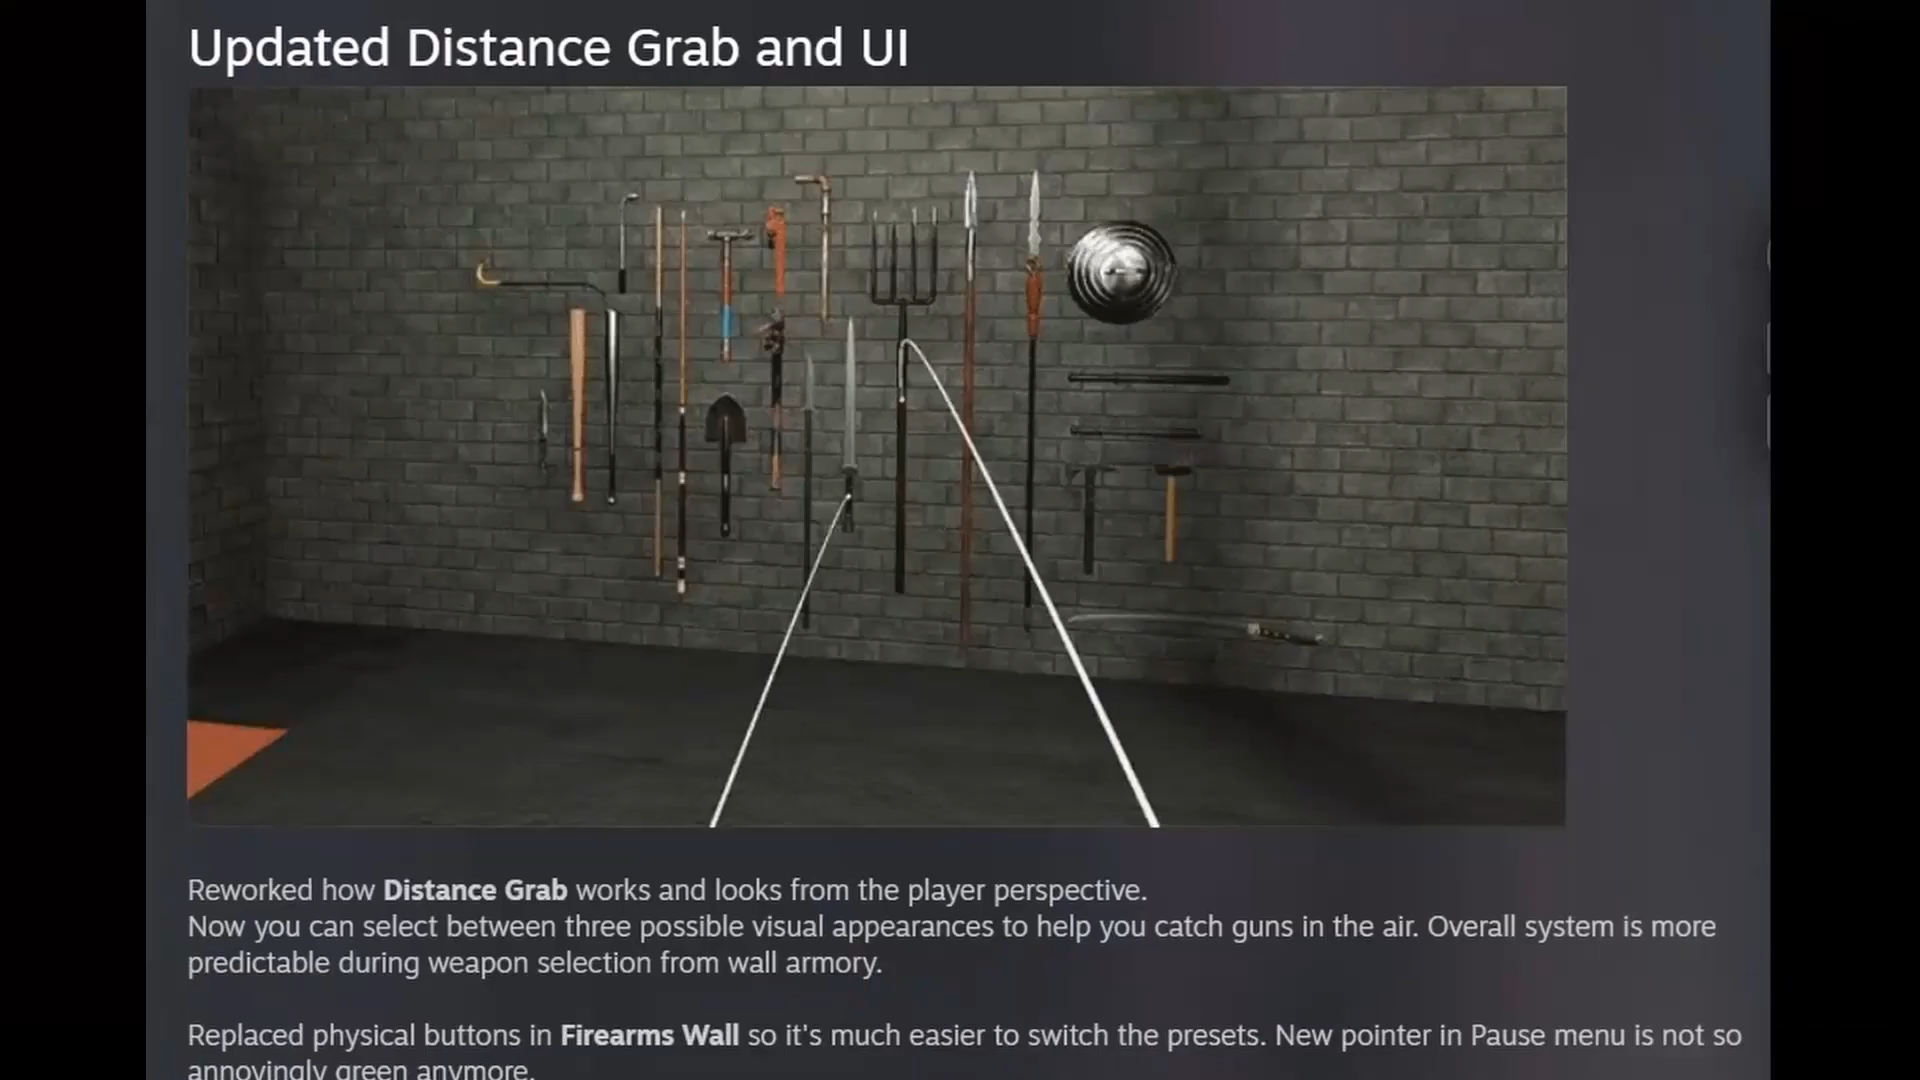 Updated Distance Grab and UI
Reworked how Distance Grab works and looks from the player perspective.
Now you can select between three possible visual appearances to help you catch guns in the air. Overall system is more
predictable during weapon selection from wall armory.
Replaced physical buttons in Firearms Wall so it's much easier to switch the presets. New pointer in Pause menu is not so
annoyingly green anymore.